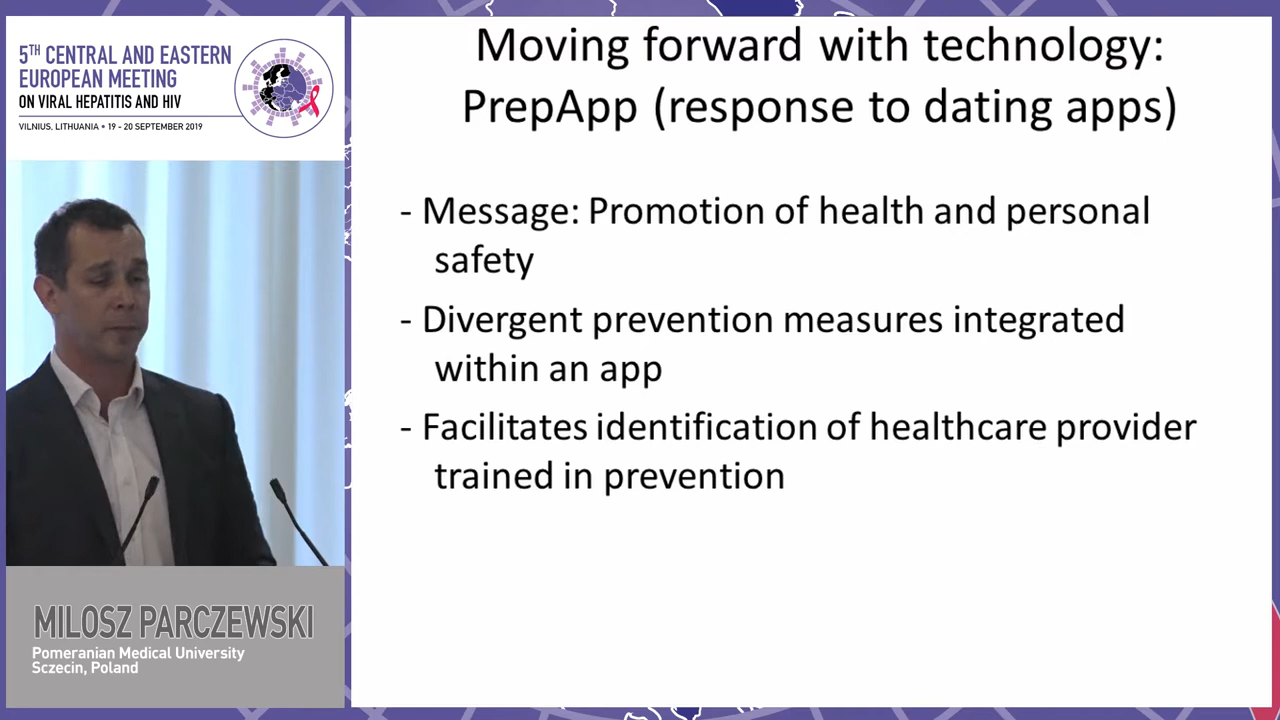 5TH CENTRAL AND EASTERN
EUROPEAN MEETING
ON VIRAL HEPATITIS AND HIV
VILNIUS, LITHUANIA • 19 - 20 SEPTEMBER 2019
Moving forward with technology:
PrepApp (response to dating apps)
- Message: Promotion of health and personal
safety
- Divergent prevention measures integrated
within an app
- Facilitates identification of healthcare provider
trained in prevention
MILOSZ PARCZEWSKI
Pomeranian Medical University
Sczecin, Poland